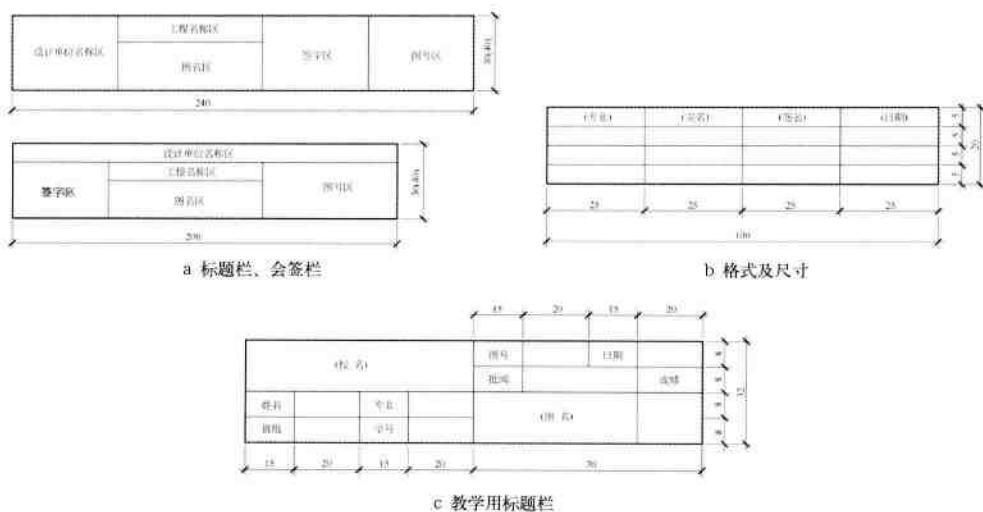 工程名称区
设计单位名称区 图名区 签字区 图号区
30(40)
240
设计单位名称区
签字区 工程名称区 图号区
图名区
30(40)
200
a 标题栏、会签栏
(专业) (实名) (签名) (日期)
5 5 5 5 20
25 25 25 25
100
b 格式及尺寸
15 20 15 20
(校 名) 图号 日期
批阅 成绩
姓名 专业 (图 名)
班级 学号
8 8 8 8 32
15 20 15 20 70
c 教学用标题栏